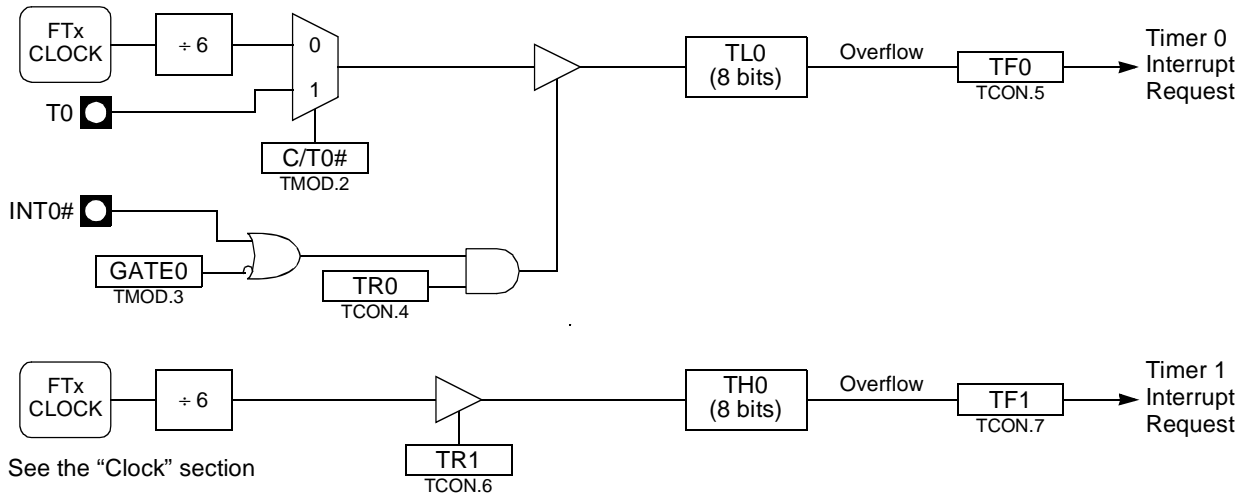 FTx
CLOCK
÷ 6
0
1
T0
C/T0#
TMOD.2
TL0
(8 bits)
Overflow
TF0
TCON.5
Timer 0
Interrupt
Request
INT0#
GATE0
TMOD.3
TR0
TCON.4
FTx
CLOCK
÷ 6
TR1
TCON.6
TH0
(8 bits)
Overflow
TF1
TCON.7
Timer 1
Interrupt
Request
See the “Clock” section